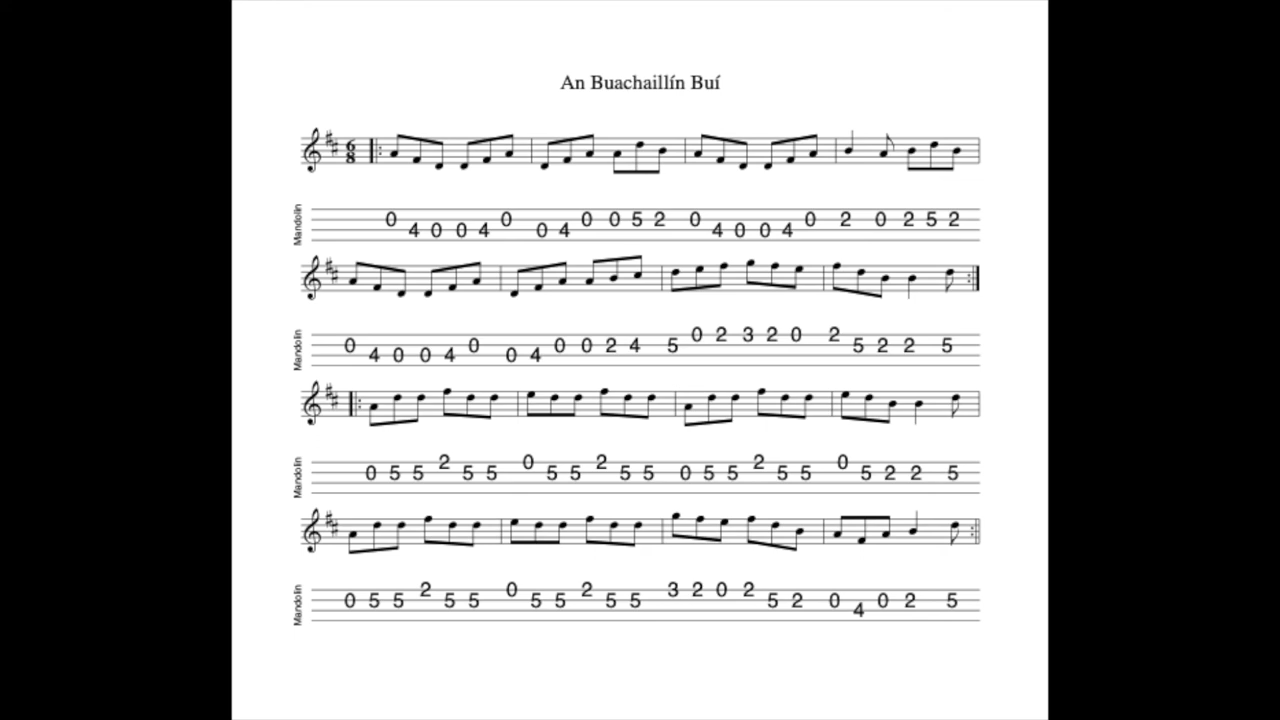 An Buachaillín Buí
6
8
Mandolin
0 4 0 0 4 0 0 4 0 0 5 2 0 4 0 0 4 0 2 0 2 5 2
Mandolin
0 4 0 0 4 0 0 4 0 0 2 4 5 0 2 3 2 0 2 5 2 2 5
Mandolin
0 5 5 2 5 5 0 5 5 2 5 5 0 5 5 2 5 5 0 5 2 2 5
Mandolin
0 5 5 2 5 5 0 5 5 2 5 5 3 2 0 2 5 2 0 4 0 2 5